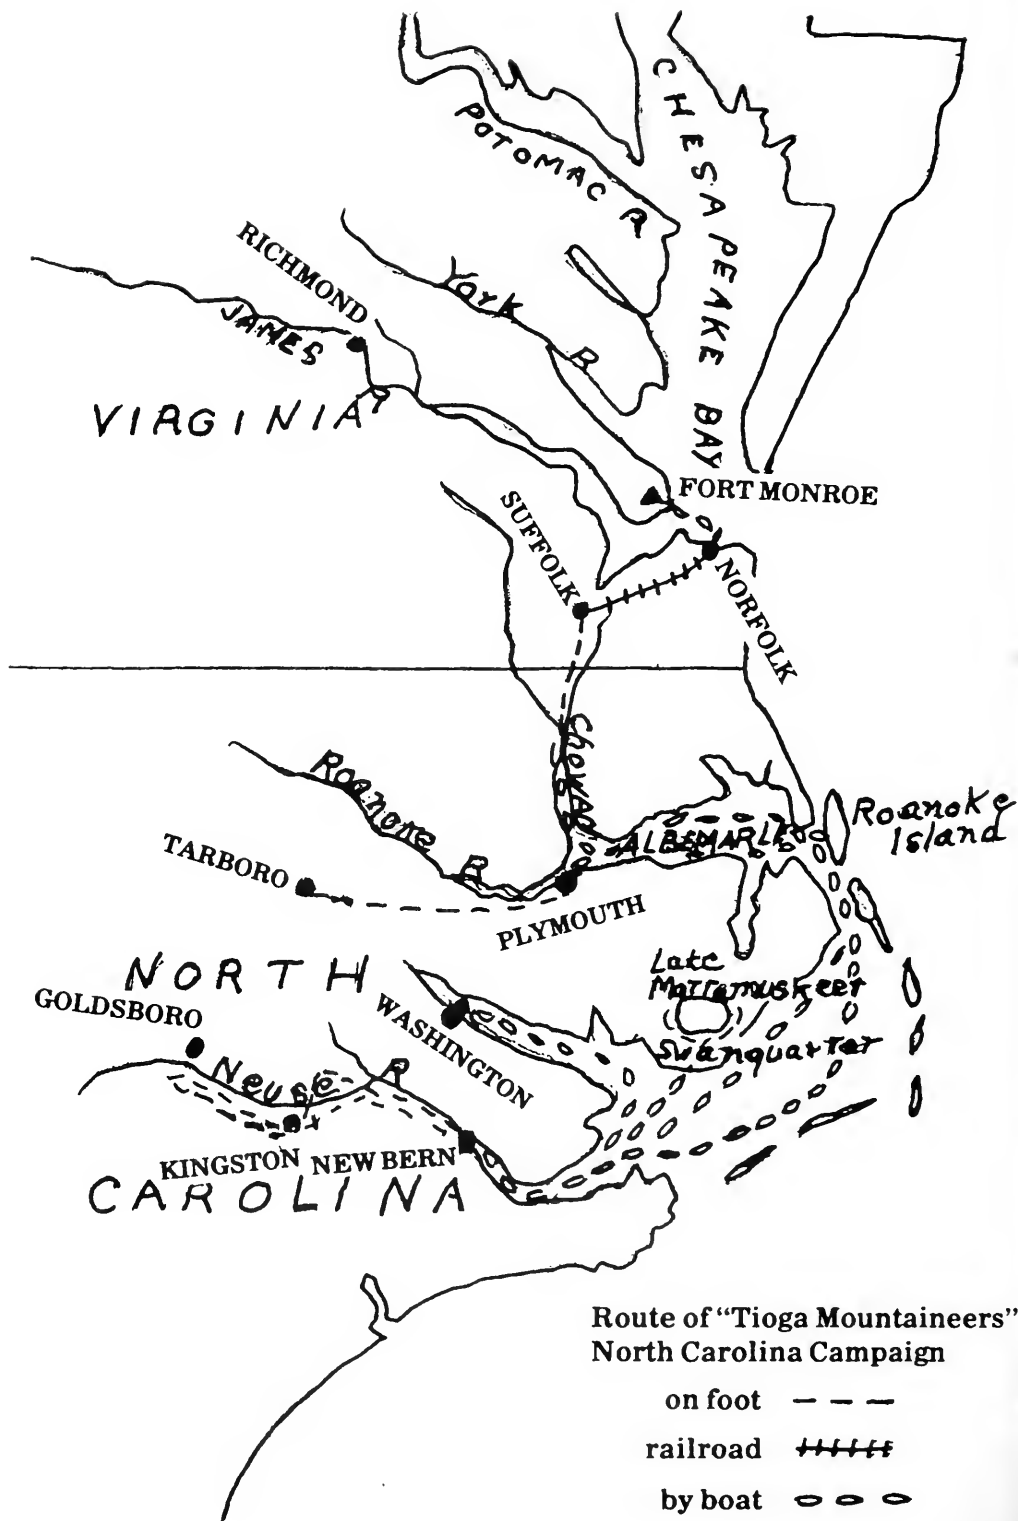 CHESAPEAKE BAY
POTOMAC R
RICHMOND
York R
JAMES
VIRGINIA
FORT MONROE
SUFFOLK
NORFOLK
Chowan
Roanoke R
Roanoke
Island
ALBEMARLE
TARBORO
PLYMOUTH
NORTH
Lake
Mattamuskeet
GOLDSBORO
WASHINGTON
Swanquarter
Neuse R
KINGSTON
NEW BERN
CAROLINA
Route of "Tioga Mountaineers"
North Carolina Campaign
on foot
railroad
by boat